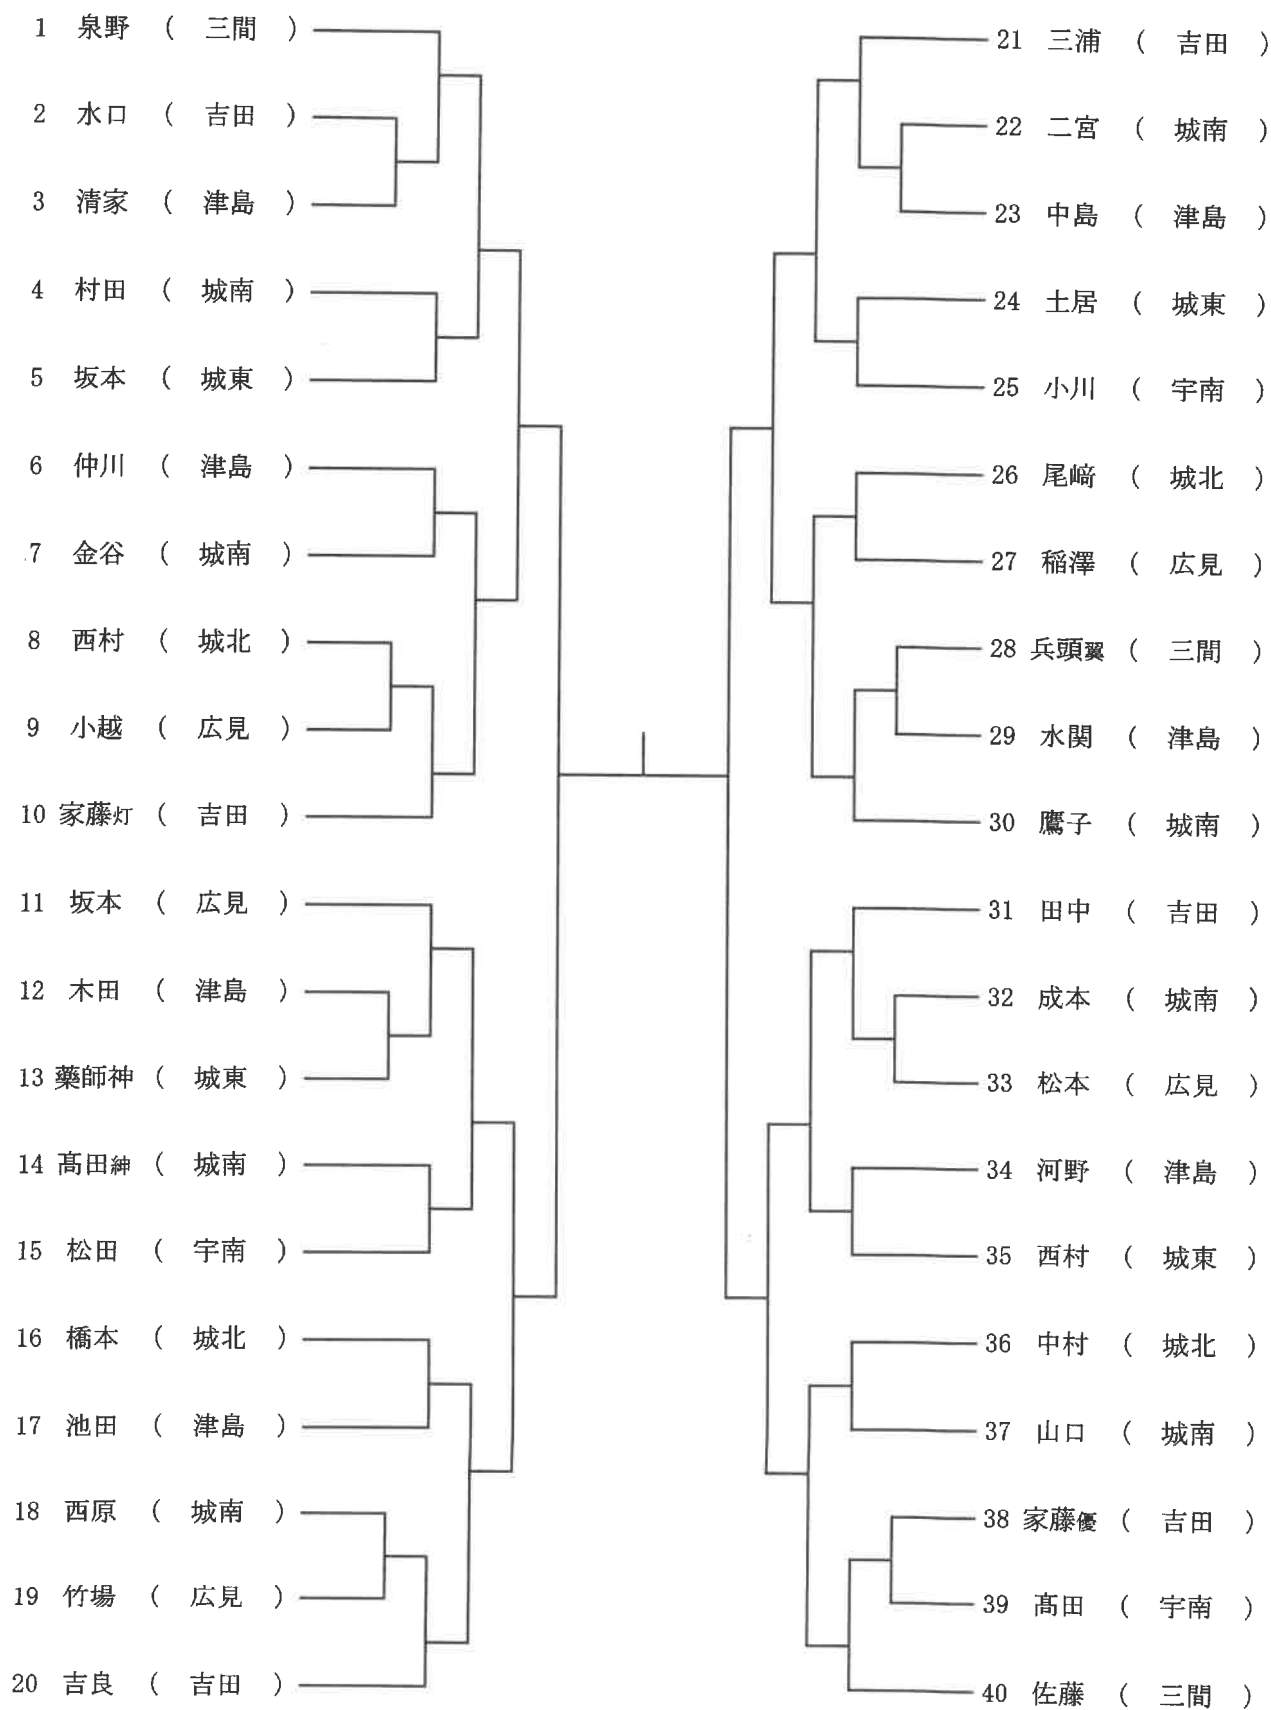 1 泉野 ( 三間 )
2 水口 ( 吉田 )
3 清家 ( 津島 )
4 村田 ( 城南 )
5 坂本 ( 城東 )
6 仲川 ( 津島 )
7 金谷 ( 城南 )
8 西村 ( 城北 )
9 小越 ( 広見 )
10 家藤灯 ( 吉田 )
11 坂本 ( 広見 )
12 木田 ( 津島 )
13 藥師神 ( 城東 )
14 髙田紳 ( 城南 )
15 松田 ( 宇南 )
16 橋本 ( 城北 )
17 池田 ( 津島 )
18 西原 ( 城南 )
19 竹場 ( 広見 )
20 吉良 ( 吉田 )
21 三浦 ( 吉田 )
22 二宮 ( 城南 )
23 中島 ( 津島 )
24 土居 ( 城東 )
25 小川 ( 宇南 )
26 尾﨑 ( 城北 )
27 稲澤 ( 広見 )
28 兵頭翼 ( 三間 )
29 水関 ( 津島 )
30 鷹子 ( 城南 )
31 田中 ( 吉田 )
32 成本 ( 城南 )
33 松本 ( 広見 )
34 河野 ( 津島 )
35 西村 ( 城東 )
36 中村 ( 城北 )
37 山口 ( 城南 )
38 家藤優 ( 吉田 )
39 髙田 ( 宇南 )
40 佐藤 ( 三間 )